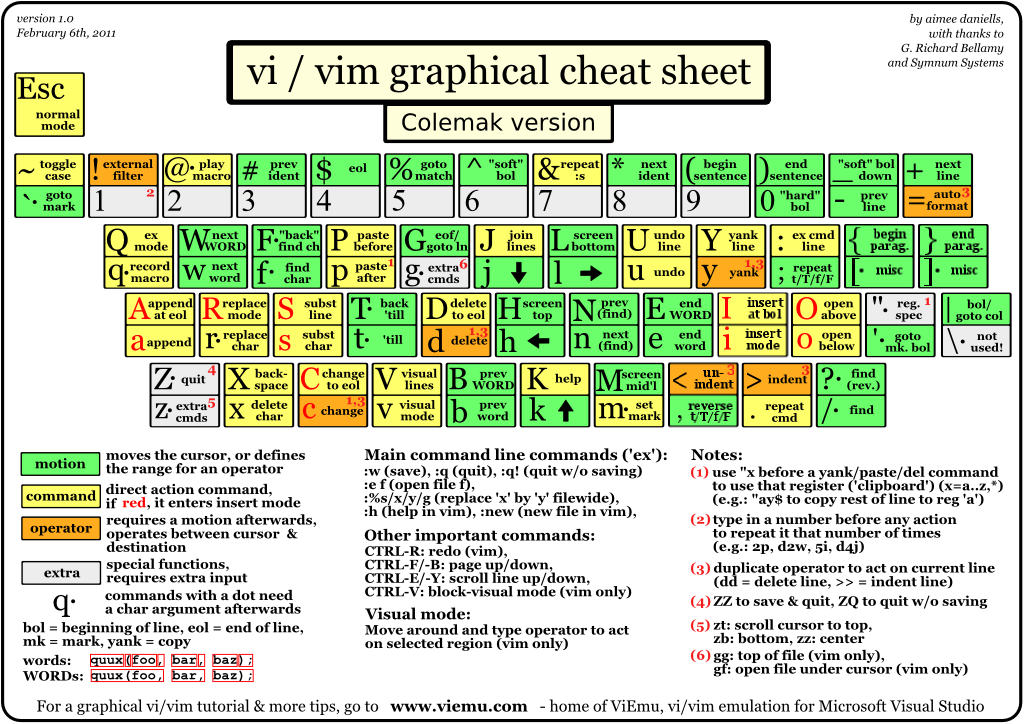 version 1.0
February 6th, 2011
by aimee daniells,
with thanks to
G. Richard Bellamy
and Symnum Systems
vi / vim graphical cheat sheet
Colemak version
Esc
normal
mode
~ toggle
case
! external
filter
@· play
macro
# prev
ident
$ eol
% goto
match
^ "soft"
bol
& repeat
:s
* next
ident
( begin
sentence
) end
sentence
_ "soft" bol
down
+ next
line
`· goto
mark
1 2
2
3
4
5
6
7
8
9
0 "hard"
bol
- prev
line
= auto 3
format
Q ex
mode
W next
WORD
F· "back"
find ch
P paste
before
G eof/
goto ln
J join
lines
L screen
bottom
U undo
line
Y yank
line
: ex cmd
line
{ begin
parag.
} end
parag.
q· record
macro
w next
word
f· find
char
p paste 1
after
g· extra 6
cmds
j ⬇
l ➡
u undo
y yank 1,3
; repeat
t/T/f/F
[· misc
]· misc
A append
at eol
R replace
mode
S subst
line
T· back
'till
D delete
to eol
H screen
top
N prev
(find)
E end
WORD
I insert
at bol
O open
above
"· reg. 1
spec
| bol/
goto col
a append
r· replace
char
s subst
char
t· 'till
d delete 1,3
h ⬅
n next
(find)
e end
word
i insert
mode
o open
below
'· goto
mk. bol
\· not
used!
Z· quit 4
X back-
space
C change
to eol
V visual
lines
B prev
WORD
K help
M screen
mid'l
< un- 3
indent
> indent 3
?· find
(rev.)
z· extra 5
cmds
x delete
char
c change 1,3
v visual
mode
b prev
word
k ⬆
m· set
mark
, reverse
t/T/f/F
. repeat
cmd
/· find
motion
moves the cursor, or defines
the range for an operator
command
direct action command,
if red, it enters insert mode
operator
requires a motion afterwards,
operates between cursor &
destination
extra
special functions,
requires extra input
q·
commands with a dot need
a char argument afterwards
bol = beginning of line, eol = end of line,
mk = mark, yank = copy
words: quux(foo, bar, baz);
WORDs: quux(foo, bar, baz);
Main command line commands ('ex'):
:w (save), :q (quit), :q! (quit w/o saving)
:e f (open file f),
:%s/x/y/g (replace 'x' by 'y' filewide),
:h (help in vim), :new (new file in vim),
Other important commands:
CTRL-R: redo (vim),
CTRL-F/-B: page up/down,
CTRL-E/-Y: scroll line up/down,
CTRL-V: block-visual mode (vim only)
Visual mode:
Move around and type operator to act
on selected region (vim only)
Notes:
(1) use "x before a yank/paste/del command
to use that register ('clipboard') (x=a..z,*)
(e.g.: "ay$ to copy rest of line to reg 'a')
(2) type in a number before any action
to repeat it that number of times
(e.g.: 2p, d2w, 5i, d4j)
(3) duplicate operator to act on current line
(dd = delete line, >> = indent line)
(4) ZZ to save & quit, ZQ to quit w/o saving
(5) zt: scroll cursor to top,
zb: bottom, zz: center
(6) gg: top of file (vim only),
gf: open file under cursor (vim only)
For a graphical vi/vim tutorial & more tips, go to www.viemu.com - home of ViEmu, vi/vim emulation for Microsoft Visual Studio